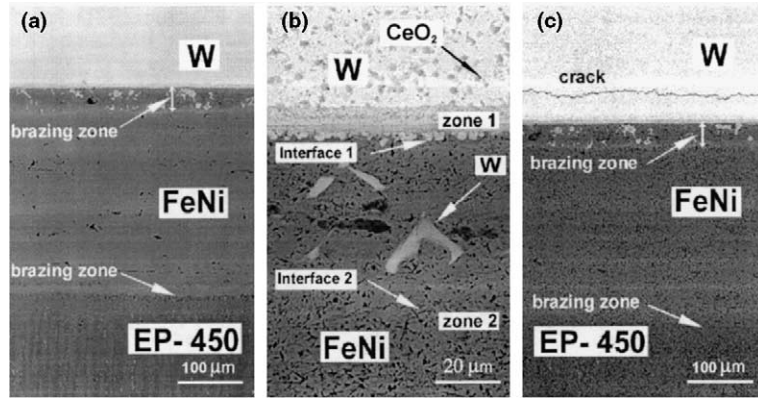 (a)
W
brazing zone
FeNi
brazing zone
EP- 450
100 μm
(b)
CeO₂
W
zone 1
Interface 1
W
Interface 2
zone 2
FeNi
20 μm
(c)
W
crack
brazing zone
FeNi
brazing zone
EP- 450
100 μm